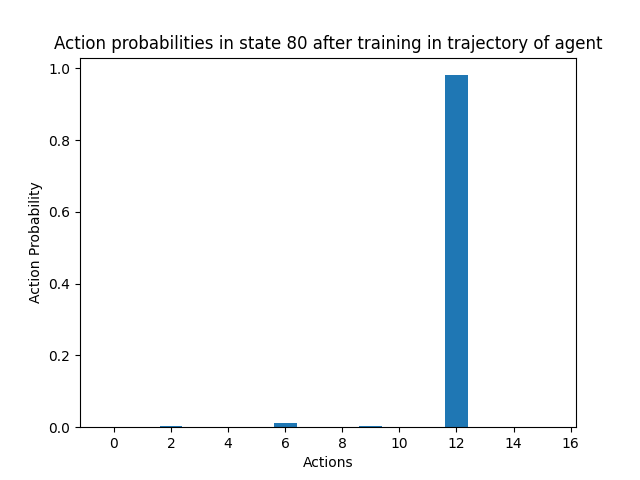 Action probabilities in state 80 after training in trajectory of agent
1.0
0.8
0.6
0.4
0.2
0.0
Action Probability
0 2 4 6 8 10 12 14 16
Actions